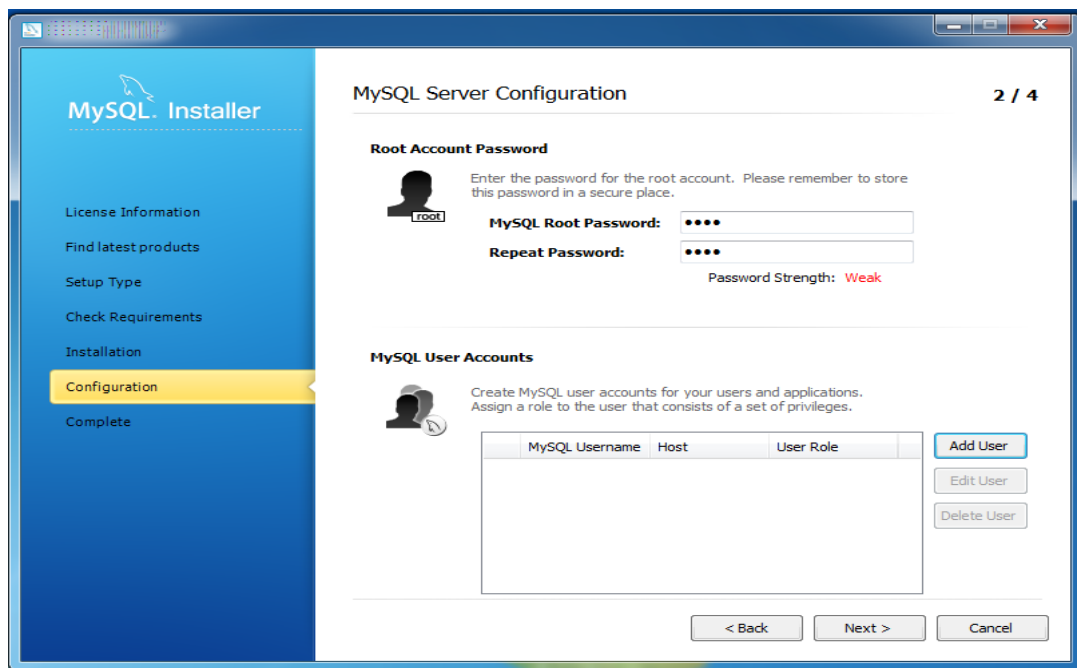 MySQL. Installer
License Information
Find latest products
Setup Type
Check Requirements
Installation
Configuration
Complete
MySQL Server Configuration
2 / 4
Root Account Password
Enter the password for the root account. Please remember to store
this password in a secure place.
root
MySQL Root Password: ●●●●
Repeat Password: ●●●●
Password Strength: Weak
MySQL User Accounts
Create MySQL user accounts for your users and applications.
Assign a role to the user that consists of a set of privileges.
MySQL Username Host User Role
Add User
Edit User
Delete User
< Back Next > Cancel